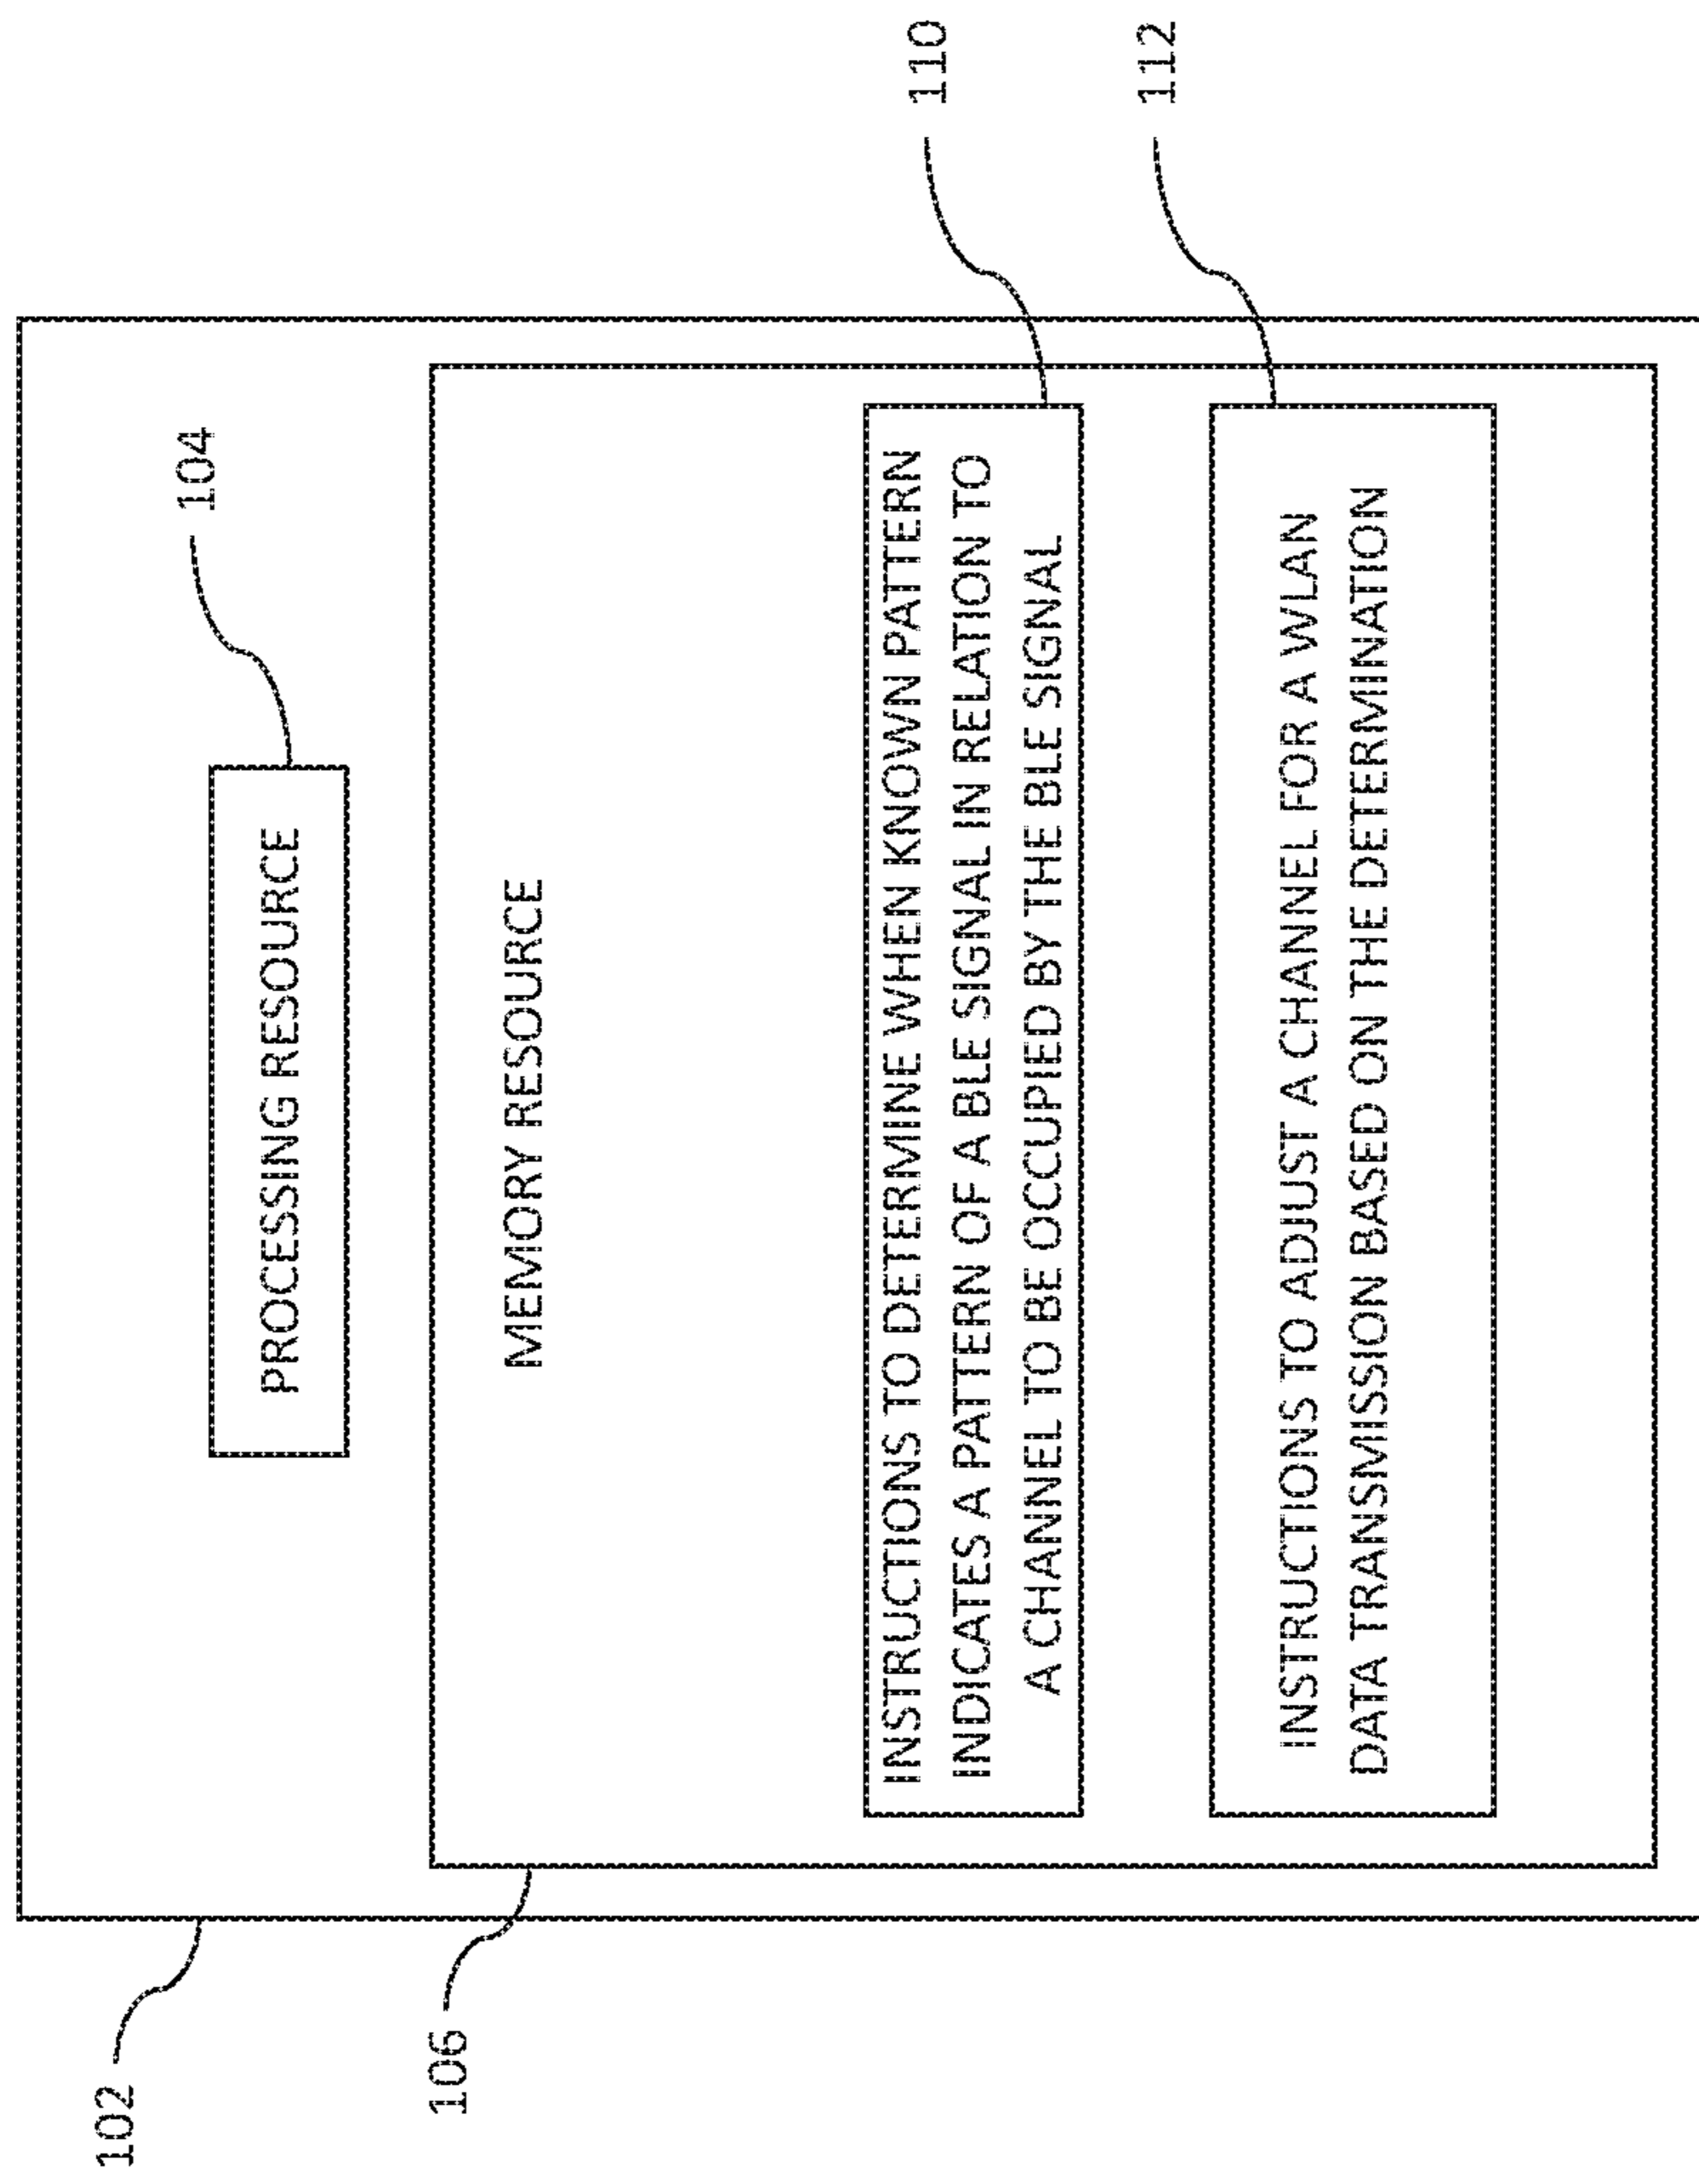 102
104
PROCESSING RESOURCE
106
MEMORY RESOURCE
INSTRUCTIONS TO DETERMINE WHEN KNOWN PATTERN
INDICATES A PATTERN OF A BLE SIGNAL IN RELATION TO
A CHANNEL TO BE OCCUPIED BY THE BLE SIGNAL
110
INSTRUCTIONS TO ADJUST A CHANNEL FOR A WLAN
DATA TRANSMISSION BASED ON THE DETERMINATION
112